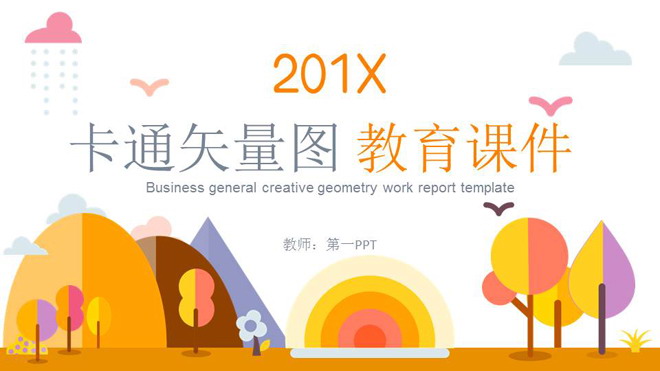 201X
卡通矢量图 教育课件
Business general creative geometry work report template
教师：第一PPT